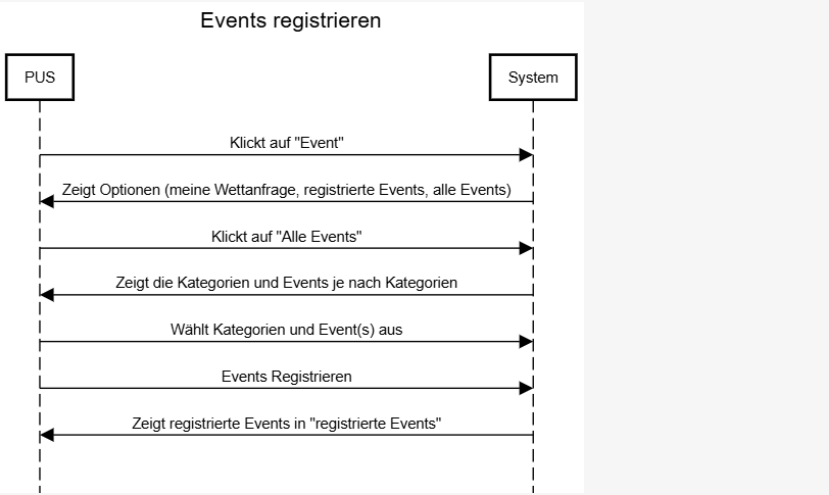 Events registrieren
PUS
System
Klickt auf "Event"
Zeigt Optionen (meine Wettanfrage, registrierte Events, alle Events)
Klickt auf "Alle Events"
Zeigt die Kategorien und Events je nach Kategorien
Wählt Kategorien und Event(s) aus
Events Registrieren
Zeigt registrierte Events in "registrierte Events"